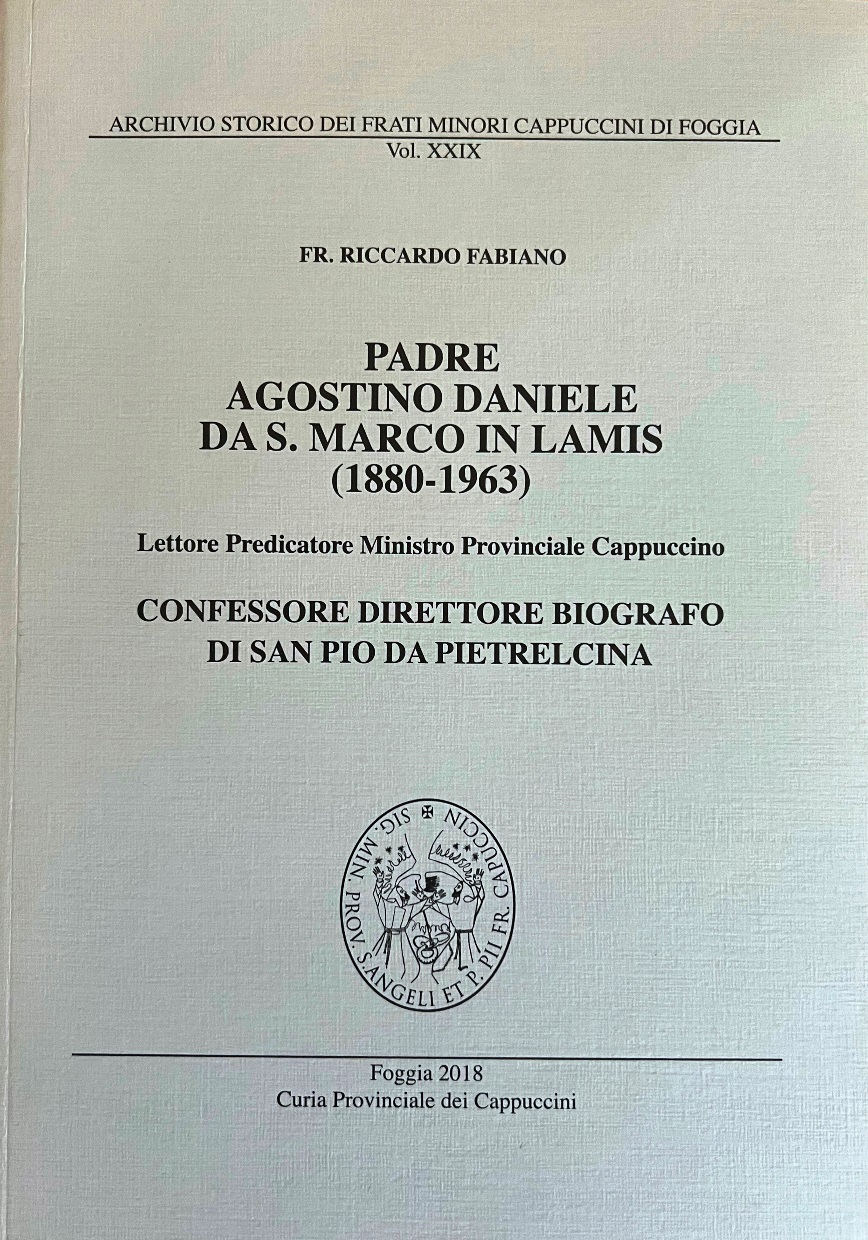 ARCHIVIO STORICO DEI FRATI MINORI CAPPUCCINI DI FOGGIA
Vol. XXIX
FR. RICCARDO FABIANO
PADRE
AGOSTINO DANIELE
DA S. MARCO IN LAMIS
(1880-1963)
Lettore Predicatore Ministro Provinciale Cappuccino
CONFESSORE DIRETTORE BIOGRAFO
DI SAN PIO DA PIETRELCINA
SIG. MIN. PROV. S. ANGELI ET P. PII FR. CAPUCCIN
Foggia 2018
Curia Provinciale dei Cappuccini